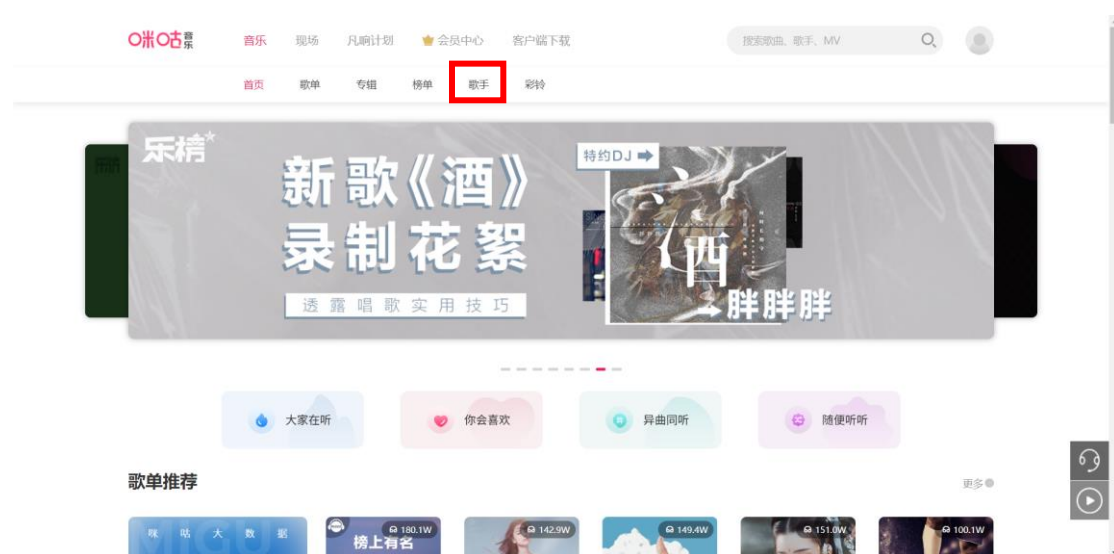 咪咕音乐
音乐 现场 凡响计划 会员中心 客户端下载
搜索歌曲、歌手、MV
首页 歌单 专辑 榜单 歌手 彩铃
乐榜
新歌《酒》
录制花絮
透露唱歌实用技巧
特约DJ
酒
胖胖胖
大家在听 你会喜欢 异曲同听 随便听听
歌单推荐
更多
咪咕大数据
榜上有名
180.1W 142.9W 149.4W 151.0W 100.1W